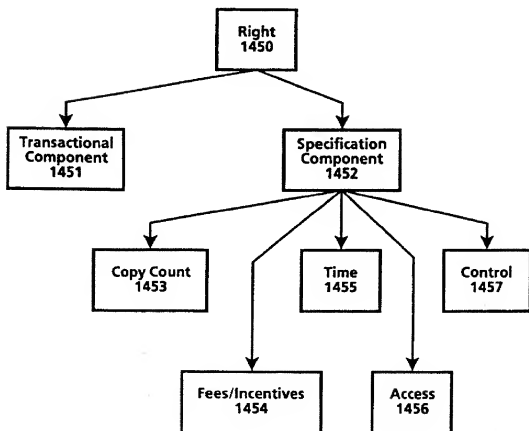 Right
1450
Transactional
Component
1451
Specification
Component
1452
Copy Count
1453
Time
1455
Control
1457
Fees/Incentives
1454
Access
1456